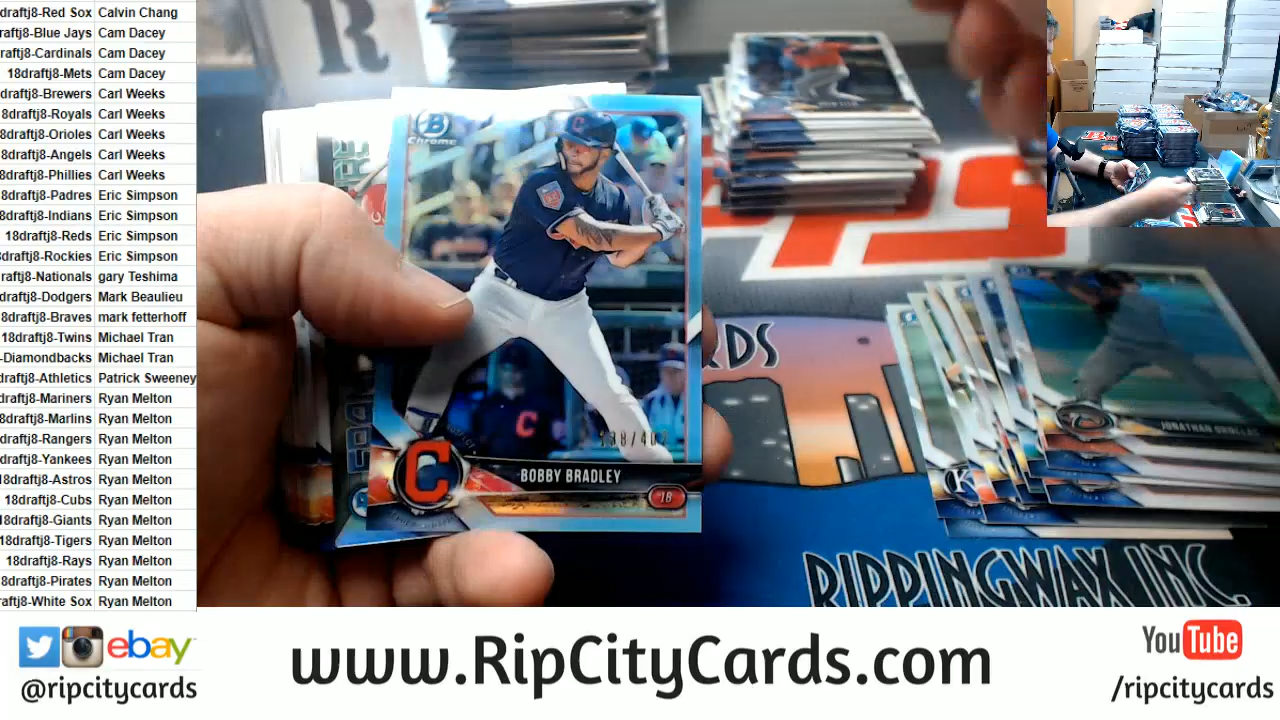 draftj8-Red Sox Calvin Chang
raftj8-Blue Jays Cam Dacey
raftj8-Cardinals Cam Dacey
18draftj8-Mets Cam Dacey
draftj8-Brewers Carl Weeks
8draftj8-Royals Carl Weeks
8draftj8-Orioles Carl Weeks
8draftj8-Angels Carl Weeks
draftj8-Phillies Carl Weeks
8draftj8-Padres Eric Simpson
8draftj8-Indians Eric Simpson
18draftj8-Reds Eric Simpson
draftj8-Rockies Eric Simpson
raftj8-Nationals gary Teshima
draftj8-Dodgers Mark Beaulieu
8draftj8-Braves mark fetterhoff
18draftj8-Twins Michael Tran
-Diamondbacks Michael Tran
draftj8-Athletics Patrick Sweeney
draftj8-Mariners Ryan Melton
8draftj8-Marlins Ryan Melton
draftj8-Rangers Ryan Melton
draftj8-Yankees Ryan Melton
8draftj8-Astros Ryan Melton
18draftj8-Cubs Ryan Melton
8draftj8-Giants Ryan Melton
18draftj8-Tigers Ryan Melton
18draftj8-Rays Ryan Melton
8draftj8-Pirates Ryan Melton
raftj8-White Sox Ryan Melton
R
B
Chrome
C
C
BOBBY BRADLEY
1B
JONATHAN ORNELAS
RDS
RIPPINGWAX INC.
ebay
@ripcitycards
www.RipCityCards.com
YouTube
/ripcitycards